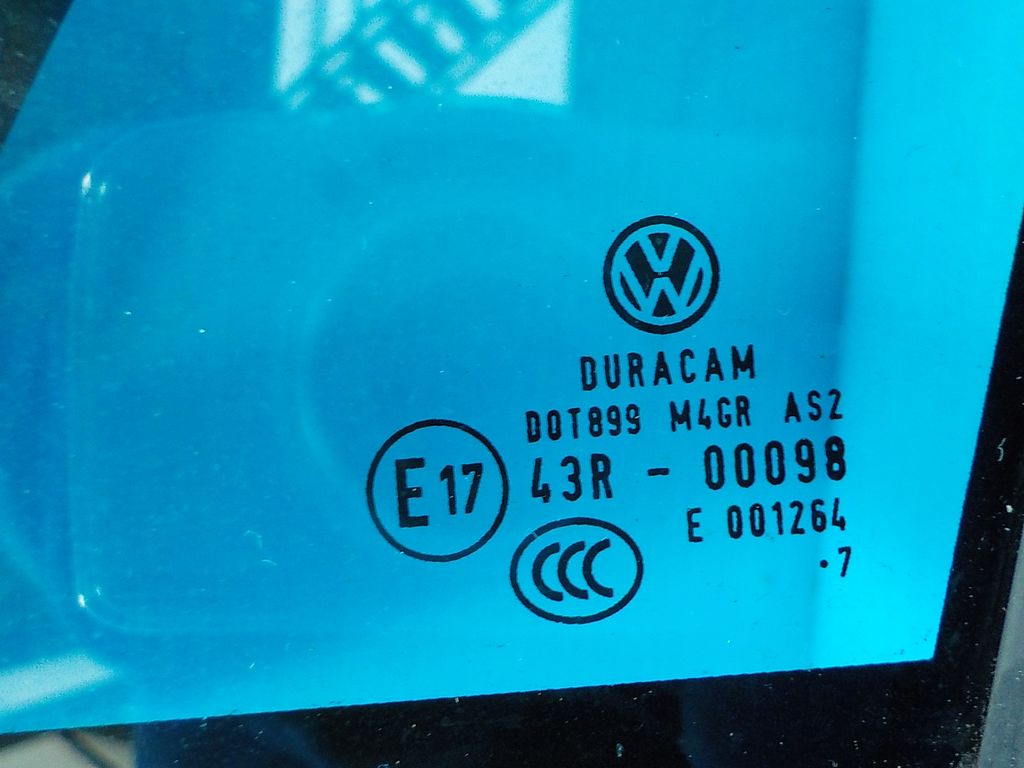 DURACAM
DOT899 M4GR AS2
E17 43R - 00098
E 001264
CCC
·7